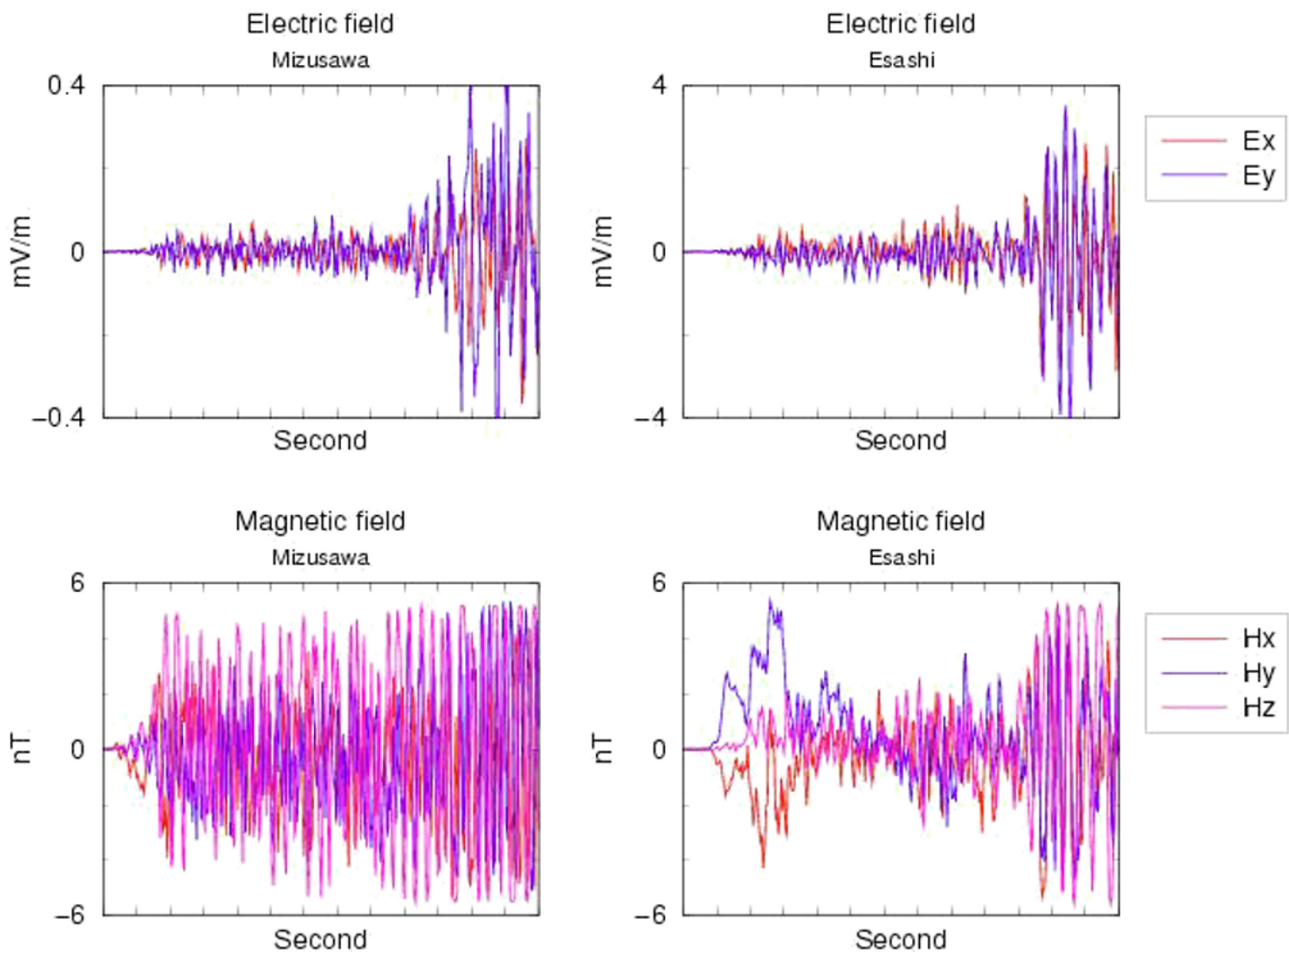 Electric field
Mizusawa
0.4
0
−0.4
mV/m
Second
Electric field
Esashi
4
0
−4
mV/m
Second
Ex
Ey
Magnetic field
Mizusawa
6
0
−6
nT
Second
Magnetic field
Esashi
6
0
−6
nT
Second
Hx
Hy
Hz